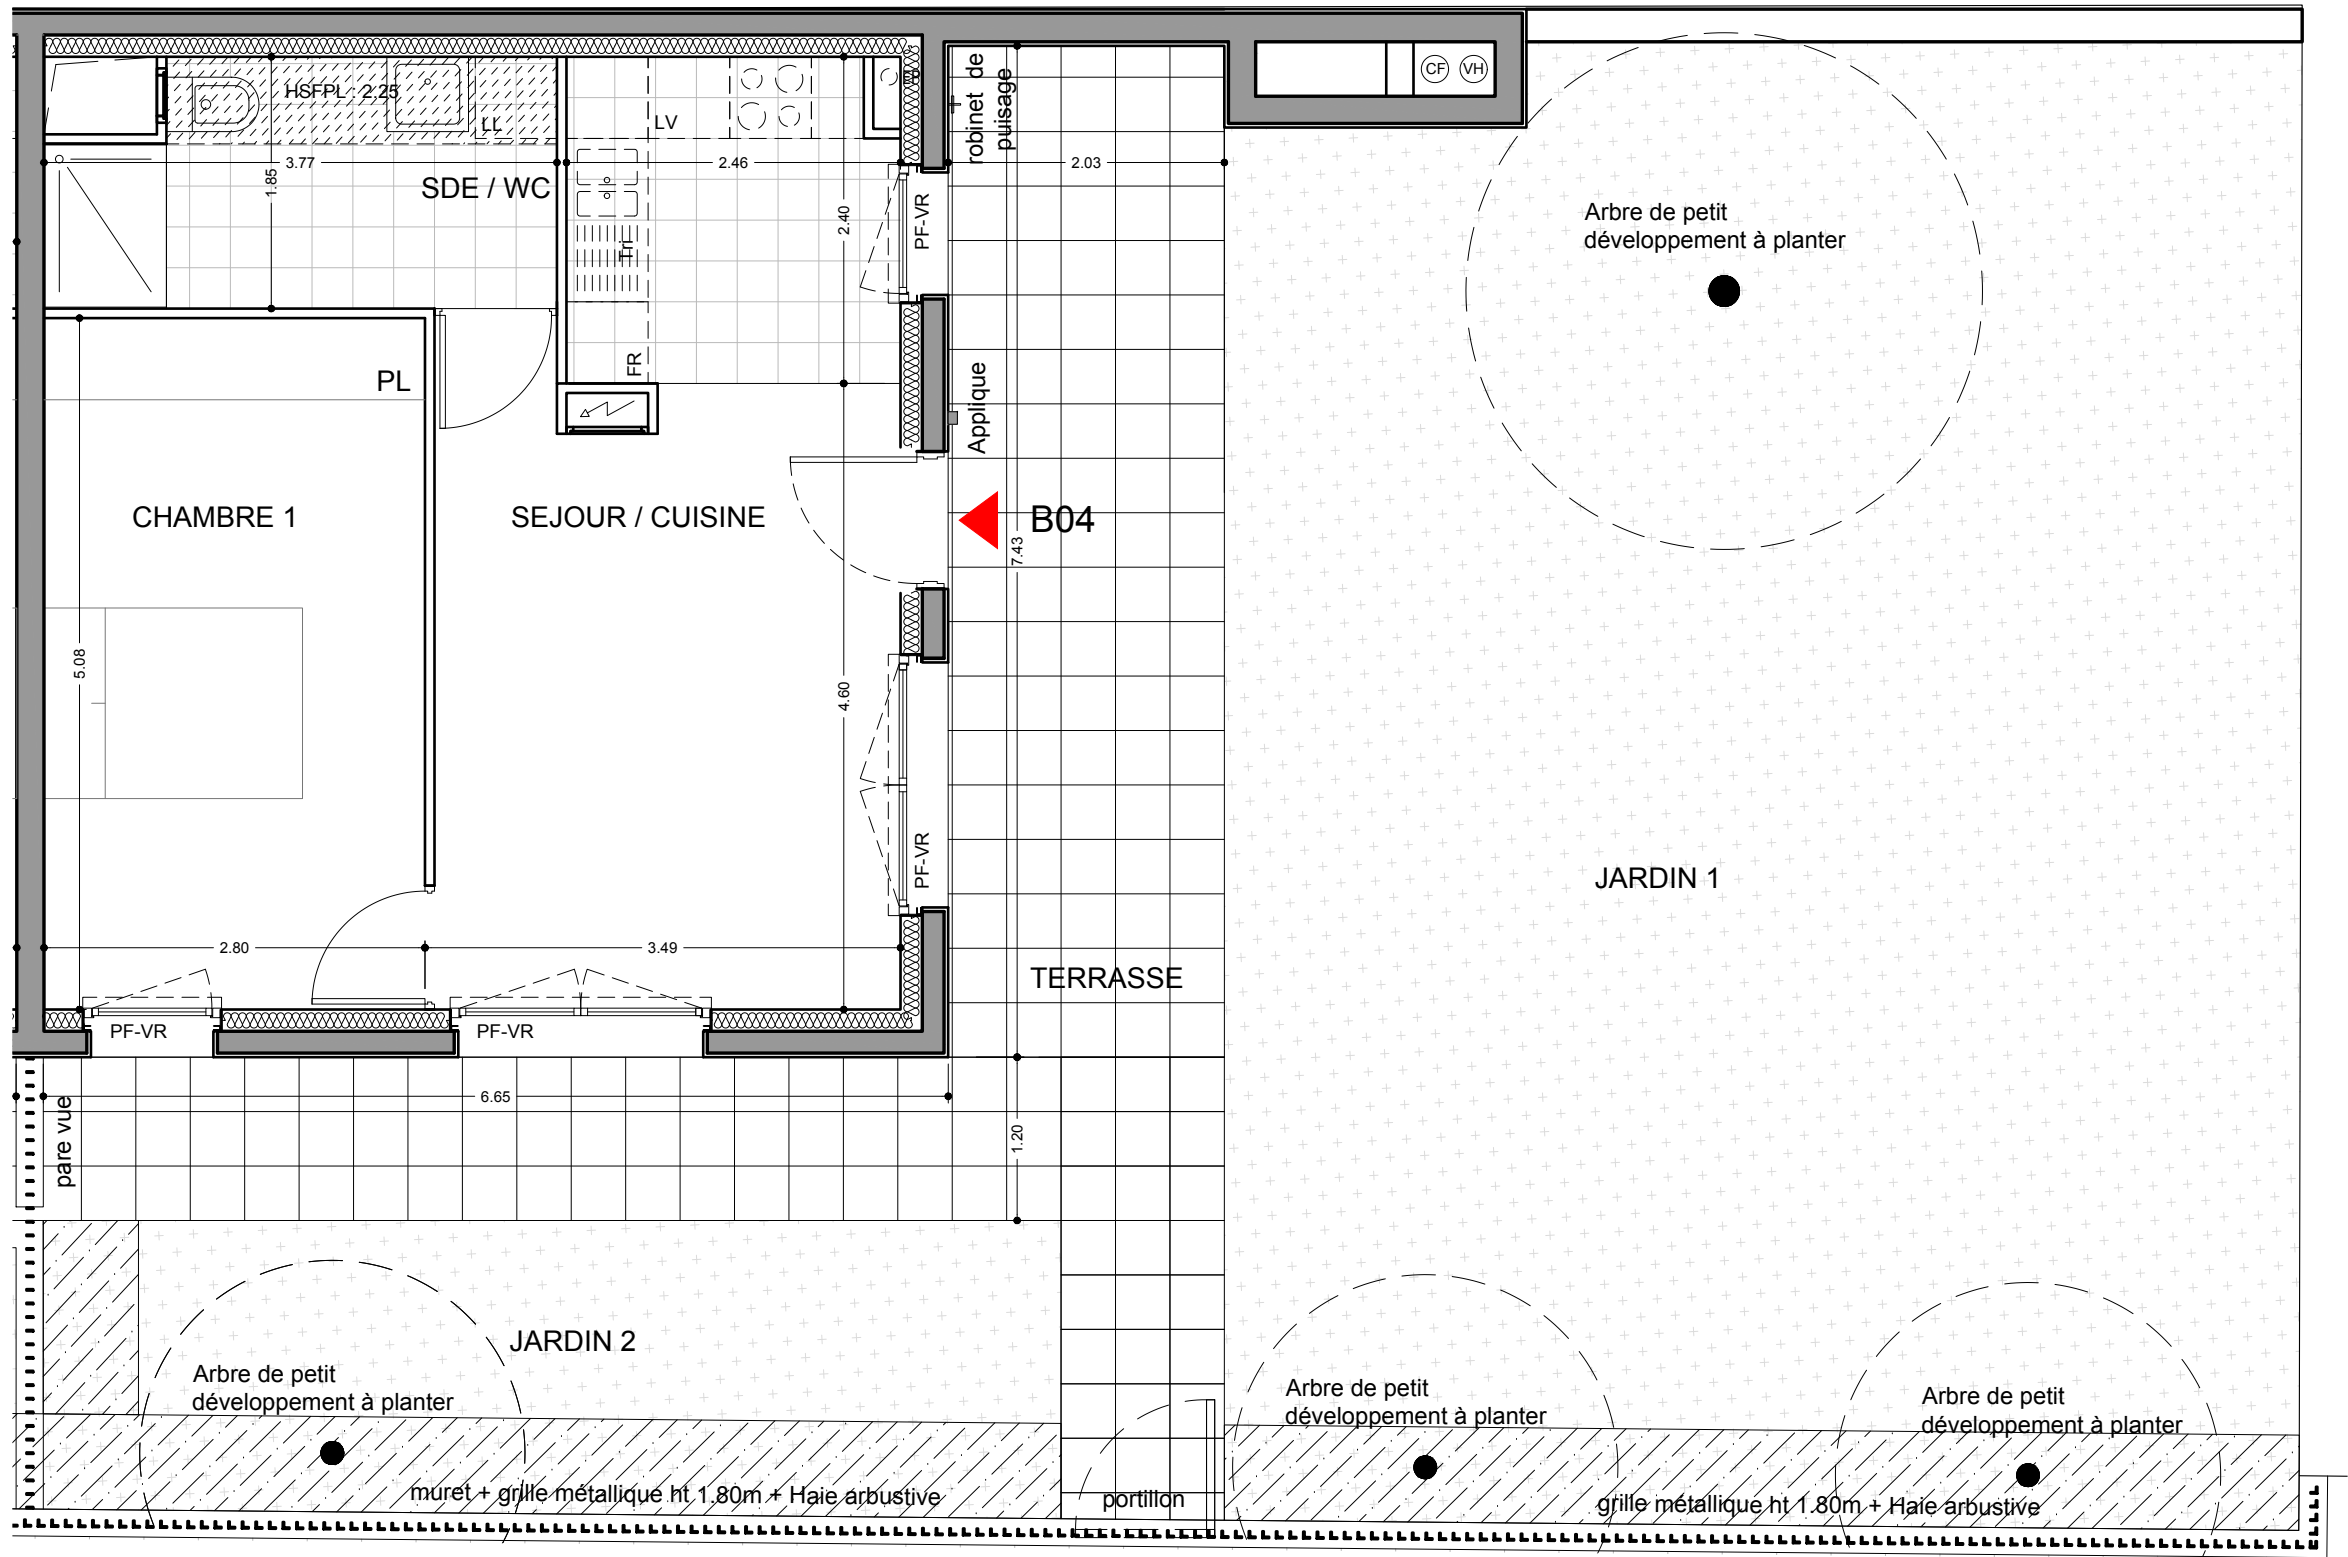 robinet de
puisage
CF
VH
HSFPL : 2.25
LL
LV
3.77
2.46
2.03
1.85
SDE / WC
2.40
PF-VR
Tri
Arbre de petit
développement à planter
FR
PL
Applique
CHAMBRE 1
SEJOUR / CUISINE
B04
7.43
5.08
4.60
PF-VR
JARDIN 1
2.80
3.49
TERRASSE
PF-VR
PF-VR
6.65
pare vue
1.20
JARDIN 2
Arbre de petit
développement à planter
Arbre de petit
développement à planter
Arbre de petit
développement à planter
muret + grille métallique ht 1.80m + Haie arbustive
portillon
grille métallique ht 1.80m + Haie arbustive